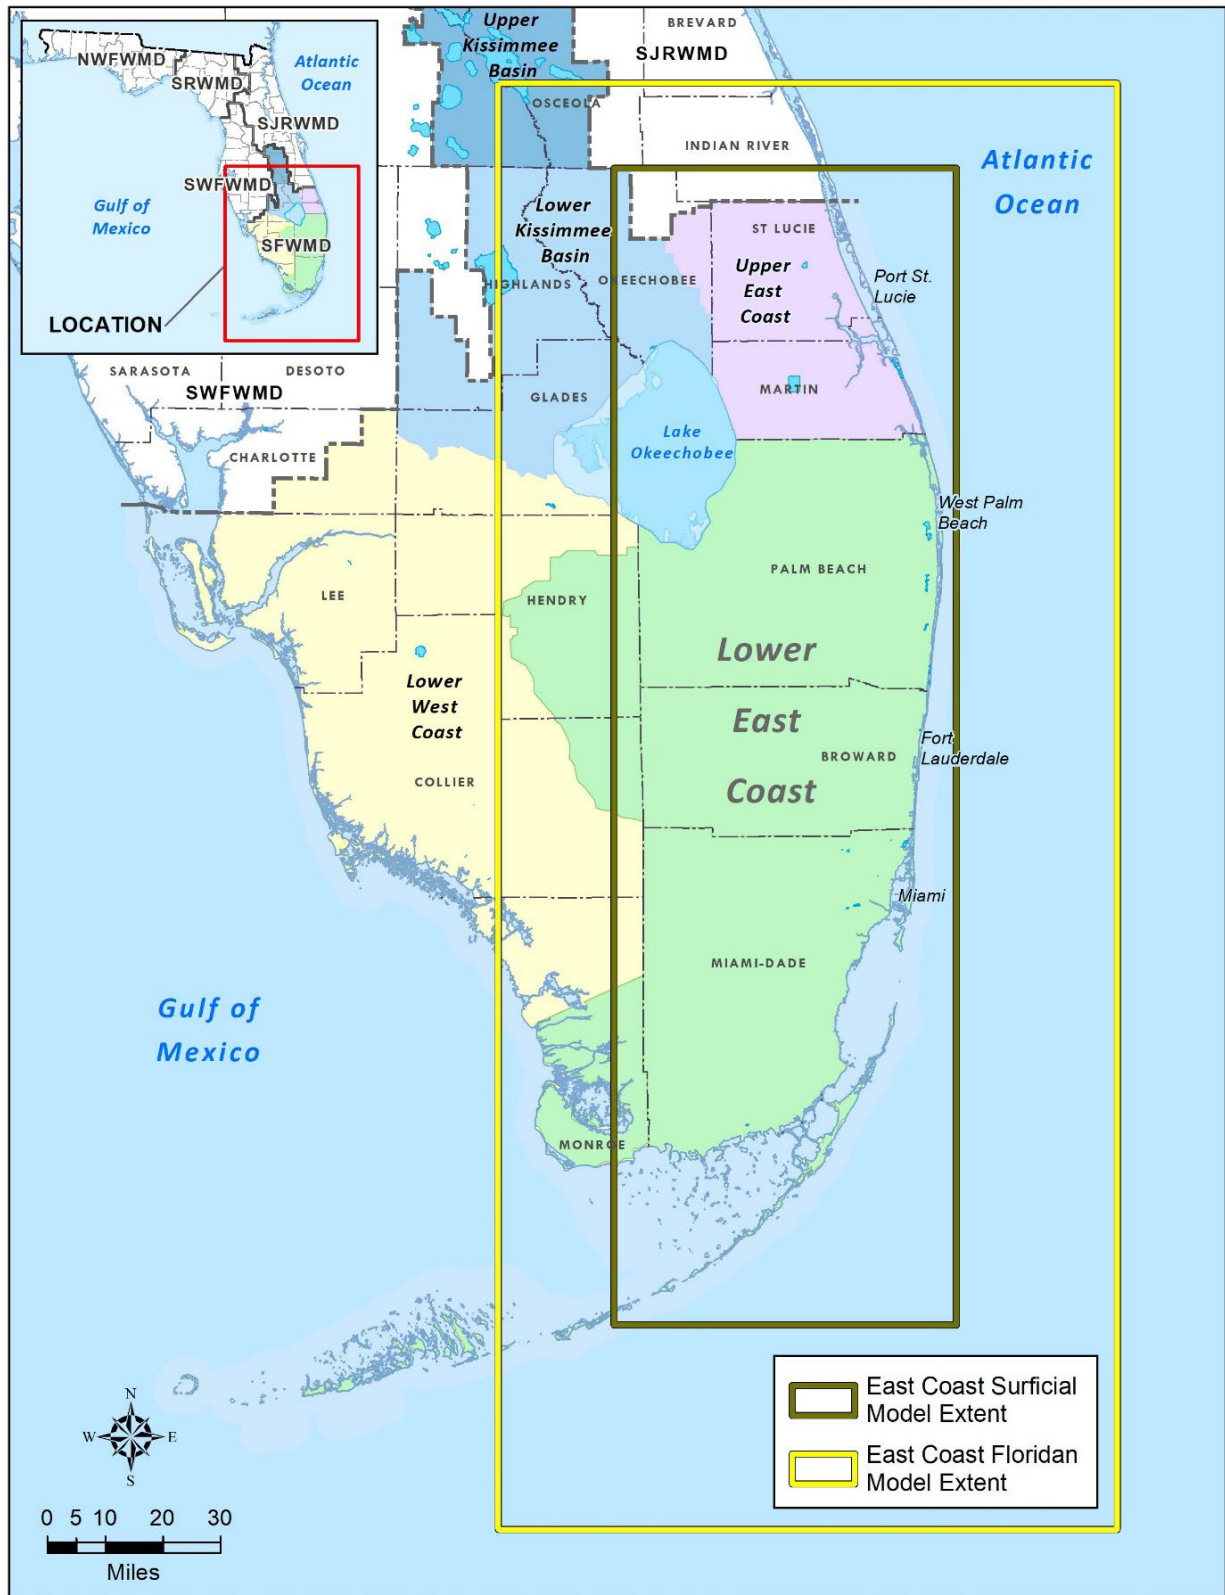 NWFWMD
SRWMD
SJRWMD
SWFWMD
SFWMD
Atlantic
Ocean
Gulf of
Mexico
LOCATION
Upper
Kissimmee
Basin
BREVARD
SJRWMD
OSCEOLA
INDIAN RIVER
Atlantic
Ocean
Lower
Kissimmee
Basin
ST LUCIE
HIGHLANDS
OKEECHOBEE
Upper
East
Coast
Port St.
Lucie
SARASOTA
DESOTO
SWFWMD
GLADES
MARTIN
Lake
Okeechobee
CHARLOTTE
West Palm
Beach
PALM BEACH
LEE
HENDRY
Lower
East
Coast
Lower
West
Coast
COLLIER
BROWARD
Fort
Lauderdale
Miami
MIAMI-DADE
Gulf of
Mexico
MONROE
East Coast Surficial
Model Extent
East Coast Floridan
Model Extent
N
W
E
S
0 5 10 20 30
Miles